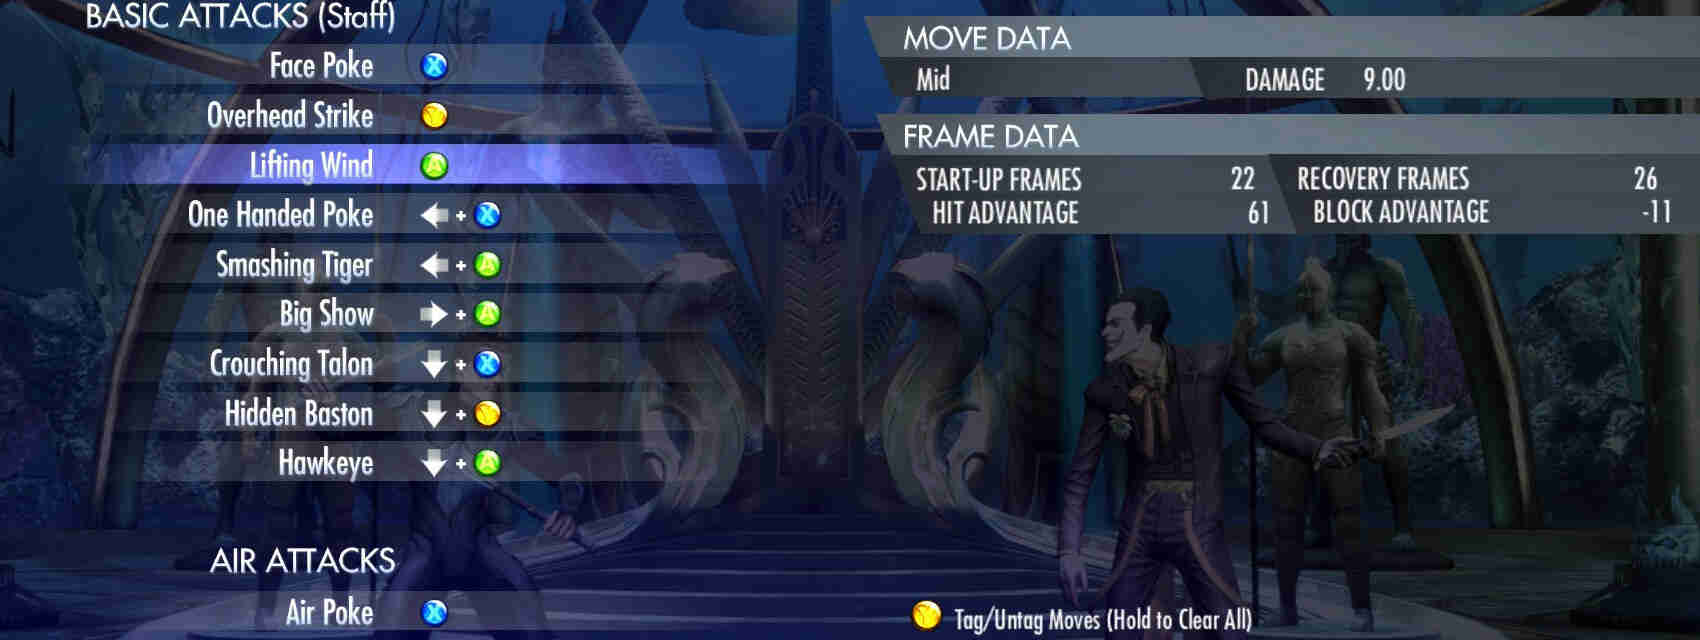 BASIC ATTACKS (Staff)
Face Poke X
Overhead Strike Y
Lifting Wind A
One Handed Poke + X
Smashing Tiger + A
Big Show + A
Crouching Talon + X
Hidden Baston + Y
Hawkeye + A
AIR ATTACKS
Air Poke X
MOVE DATA
Mid DAMAGE 9.00
FRAME DATA
START-UP FRAMES 22 RECOVERY FRAMES 26
HIT ADVANTAGE 61 BLOCK ADVANTAGE -11
Y Tag/Untag Moves (Hold to Clear All)